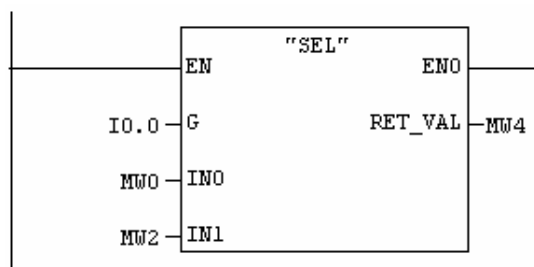 "SEL"
EN ENO
I0.0 G RET_VAL MW4
MW0 IN0
MW2 IN1